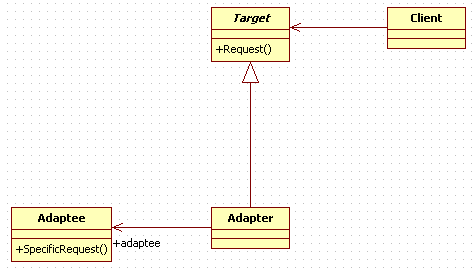 Target
Client
+Request()
Adaptee
Adapter
+SpecificRequest()
+adaptee